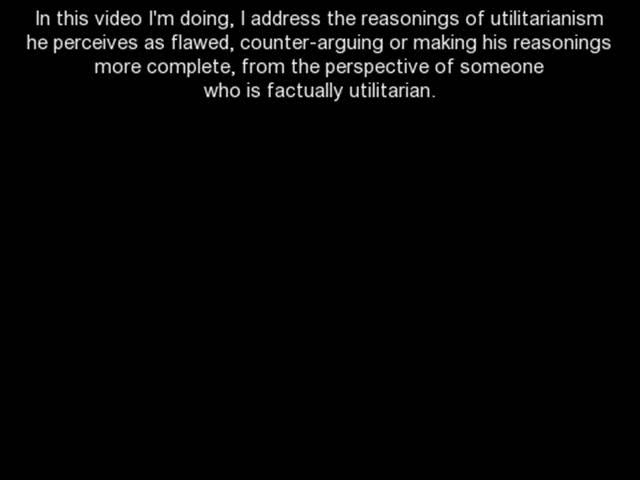 In this video I'm doing, I address the reasonings of utilitarianism
he perceives as flawed, counter-arguing or making his reasonings
more complete, from the perspective of someone
who is factually utilitarian.